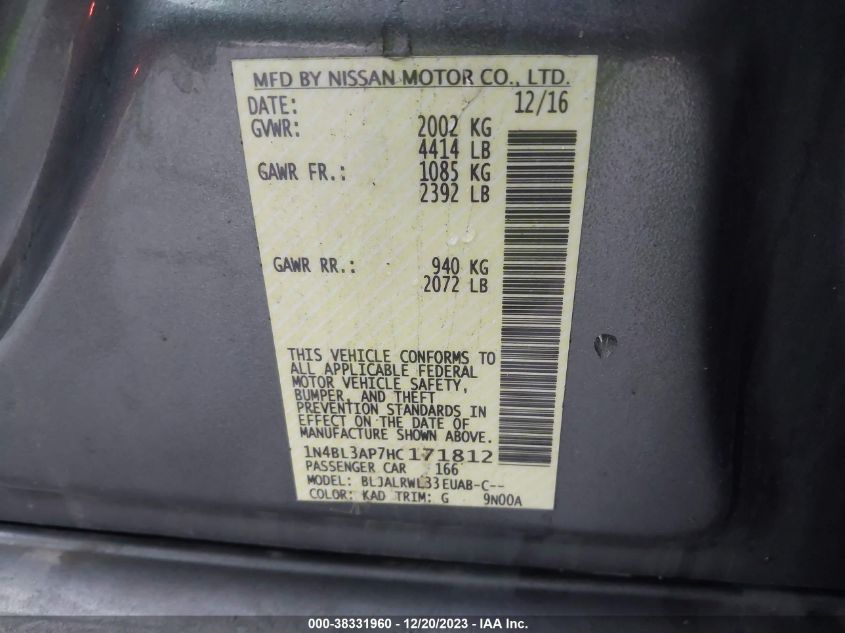 MFD BY NISSAN MOTOR CO., LTD.
DATE: 12/16
GVWR: 2002 KG
4414 LB
GAWR FR.: 1085 KG
2392 LB
GAWR RR.: 940 KG
2072 LB
THIS VEHICLE CONFORMS TO
ALL APPLICABLE FEDERAL
MOTOR VEHICLE SAFETY,
BUMPER, AND THEFT
PREVENTION STANDARDS IN
EFFECT ON THE DATE OF
MANUFACTURE SHOWN ABOVE.
1N4BL3AP7HC171812
PASSENGER CAR 166
MODEL: BLJALRWL33EUAB-C--
COLOR: KAD TRIM: G 9N00A
000-38331960 - 12/20/2023 - IAA Inc.